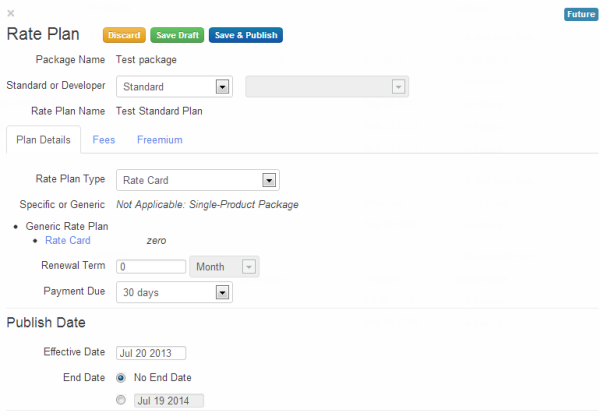 ×
Future
Rate Plan Discard Save Draft Save & Publish
Package Name Test package
Standard or Developer Standard
Rate Plan Name Test Standard Plan
Plan Details Fees Freemium
Rate Plan Type Rate Card
Specific or Generic Not Applicable: Single-Product Package
• Generic Rate Plan
• Rate Card zero
Renewal Term 0 Month
Payment Due 30 days
Publish Date
Effective Date Jul 20 2013
End Date No End Date
Jul 19 2014